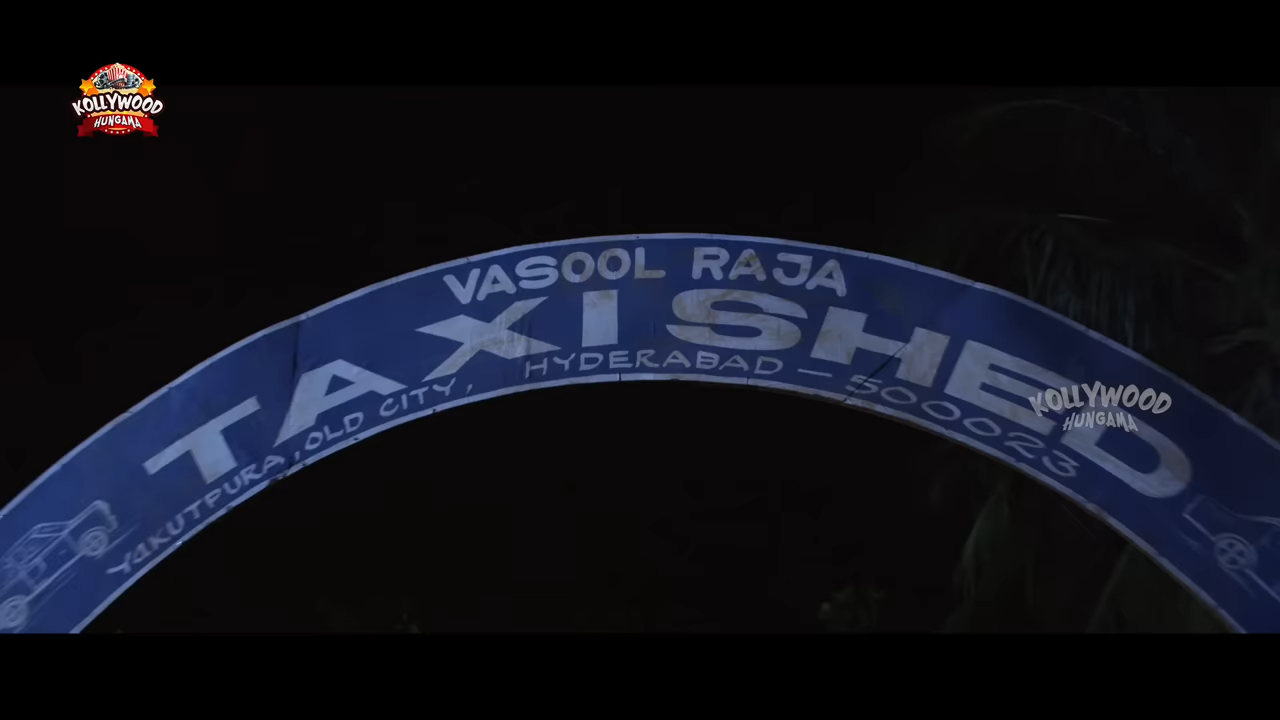 KOLLYWOOD
HUNGAMA
VASOOL RAJA
TAXI SHED
YAKUTPURA, OLD CITY, HYDERABAD - 500023
KOLLYWOOD
HUNGAMA